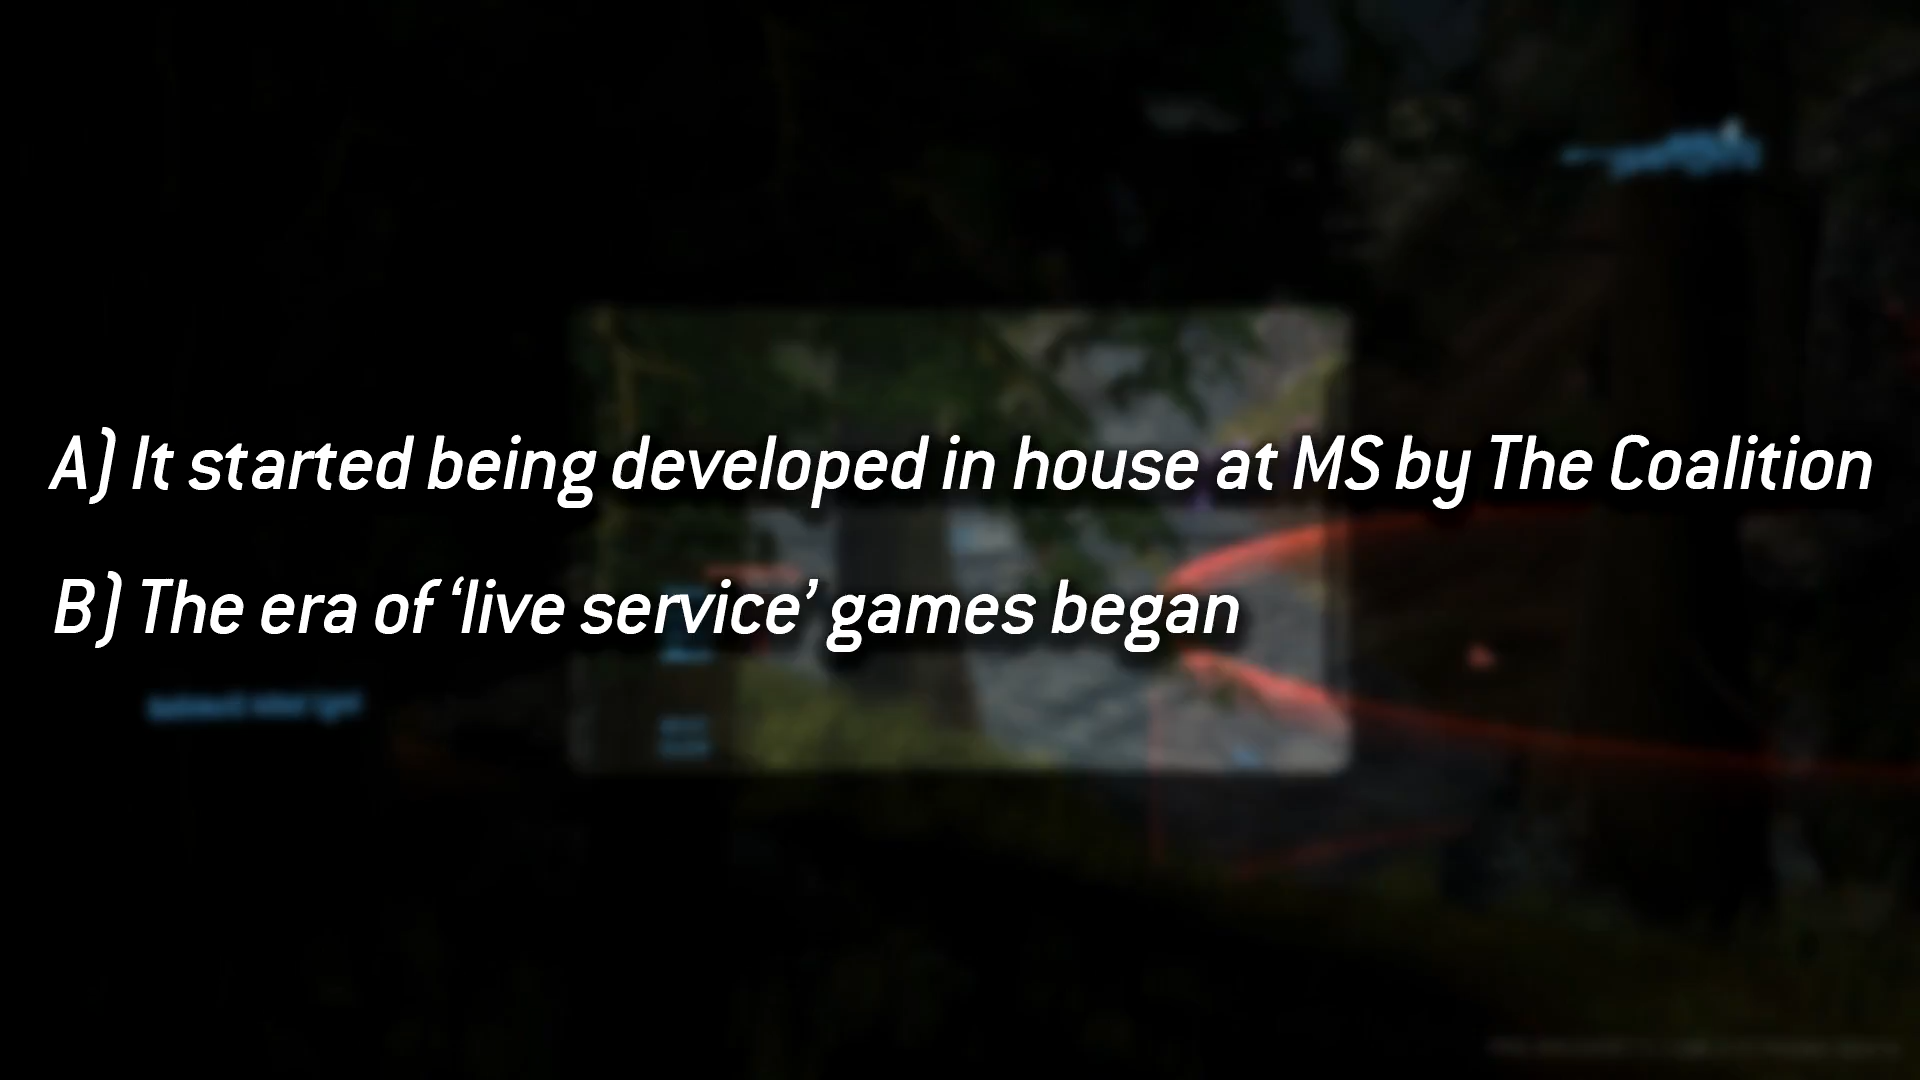 A) It started being developed in house at MS by The Coalition
B) The era of ‘live service’ games began